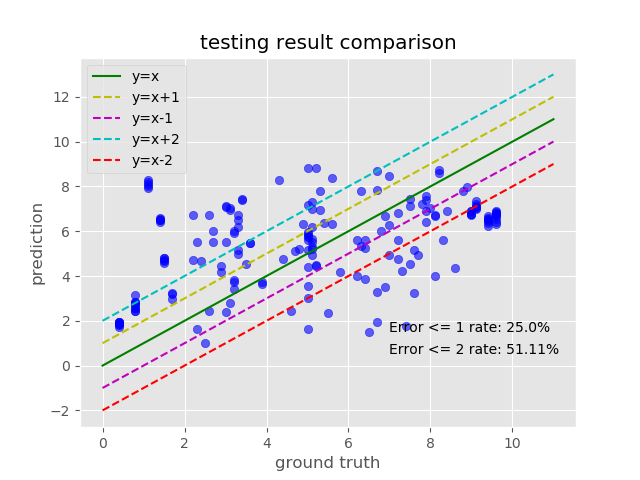 testing result comparison
y=x
y=x+1
y=x-1
y=x+2
y=x-2
12
10
8
6
4
2
0
−2
prediction
Error <= 1 rate: 25.0%
Error <= 2 rate: 51.11%
0 2 4 6 8 10
ground truth